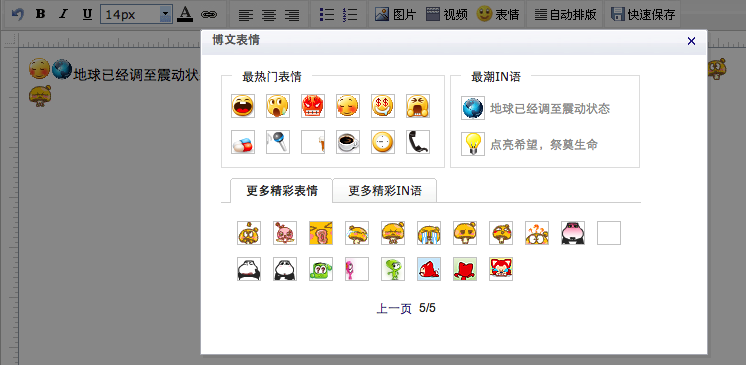 B I U 14px A 图片 视频 表情 自动排版 快速保存
博文表情
地球已经调至震动状
最热门表情
最潮IN语
地球已经调至震动状态
点亮希望，祭奠生命
更多精彩表情 更多精彩IN语
上一页 5/5